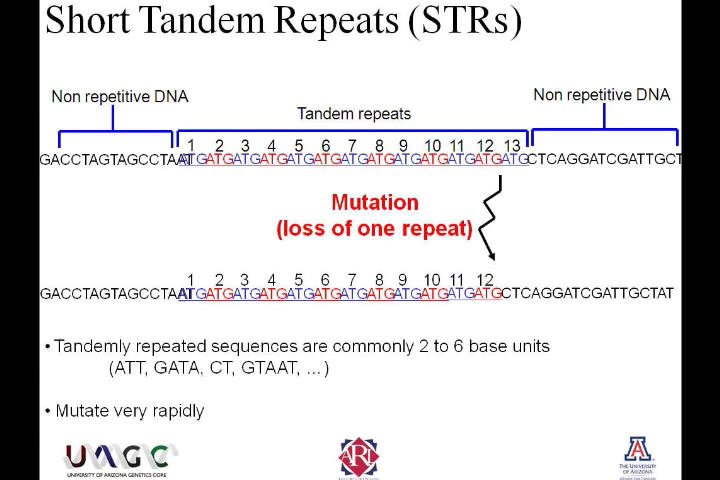 Short Tandem Repeats (STRs)
Non repetitive DNA
Tandem repeats
Non repetitive DNA
1 2 3 4 5 6 7 8 9 10 11 12 13
GACCTAGTAGCCTAATGATGATGATGATGATGATGATGATGATGATGATGATGCTCAGGATCGATTGCT
Mutation
(loss of one repeat)
1 2 3 4 5 6 7 8 9 10 11 12
GACCTAGTAGCCTAATGATGATGATGATGATGATGATGATGATGATGATGCTCAGGATCGATTGCTAT
• Tandemly repeated sequences are commonly 2 to 6 base units
(ATT, GATA, CT, GTAAT, ...)
• Mutate very rapidly
UAGC
UNIVERSITY OF ARIZONA GENETICS CORE
ARL
A
THE UNIVERSITY
OF ARIZONA